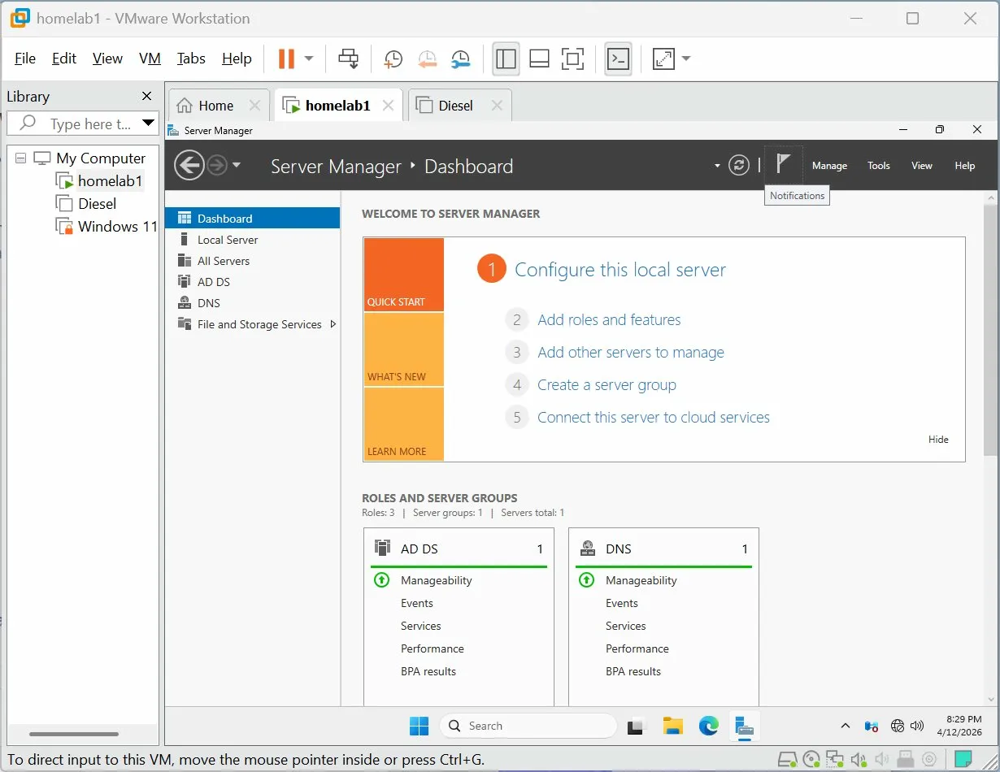 homelab1 - VMware Workstation
File Edit View VM Tabs Help
Library
Type here t...
My Computer
homelab1
Diesel
Windows 11
Home homelab1 Diesel
Server Manager
Server Manager Dashboard
Manage Tools View Help
Notifications
Dashboard
Local Server
All Servers
AD DS
DNS
File and Storage Services
WELCOME TO SERVER MANAGER
QUICK START
WHAT'S NEW
LEARN MORE
1 Configure this local server
2 Add roles and features
3 Add other servers to manage
4 Create a server group
5 Connect this server to cloud services
Hide
ROLES AND SERVER GROUPS
Roles: 3 | Server groups: 1 | Servers total: 1
AD DS 1
Manageability
Events
Services
Performance
BPA results
DNS 1
Manageability
Events
Services
Performance
BPA results
Search
8:29 PM
4/12/2026
To direct input to this VM, move the mouse pointer inside or press Ctrl+G.